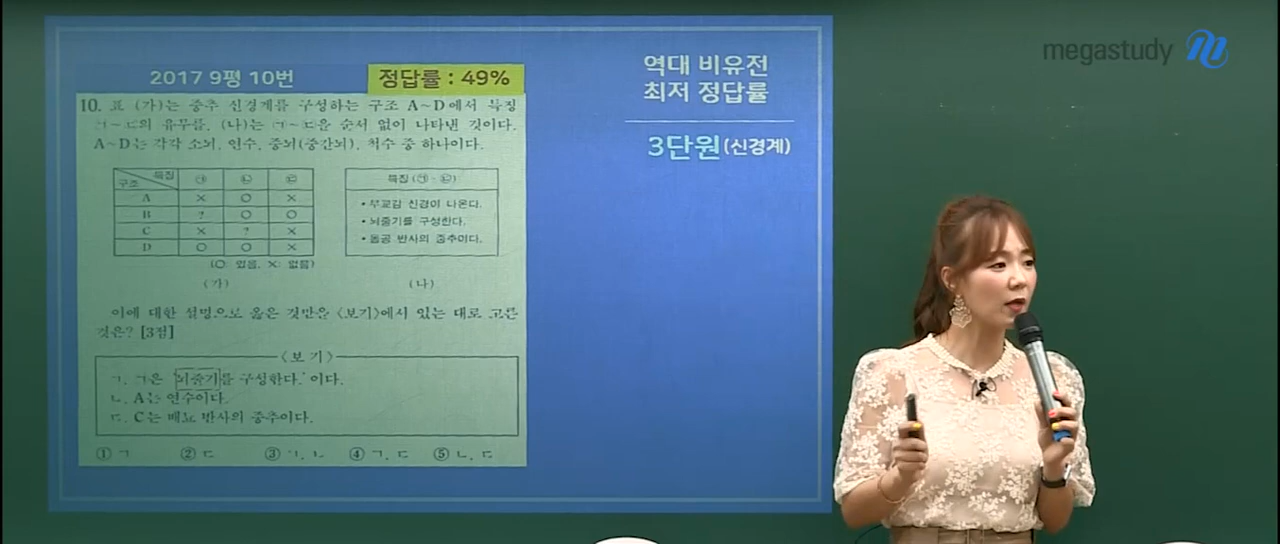 megastudy
2017 9평 10번
정답률 : 49%
역대 비유전
최저 정답률
3단원(신경계)
10. 표 (가)는 중추 신경계를 구성하는 구조 A~D에서 특징
㉠~㉢의 유무를, (나)는 ㉠~㉢을 순서 없이 나타낸 것이다.
A~D는 각각 소뇌, 연수, 중뇌(중간뇌), 척수 중 하나이다.
구조 특징 ㉠ ㉡ ㉢
A × ○ ×
B ? ○ ○
C × ? ×
D ○ ○ ×
(○: 있음, ×: 없음)
(가)
특징(㉠~㉢)
• 부교감 신경이 나온다.
• 뇌줄기를 구성한다.
• 동공 반사의 중추이다.
(나)
이에 대한 설명으로 옳은 것만을 <보기>에서 있는 대로 고른
것은? [3점]
<보기>
ㄱ. ㉠은 '뇌줄기를 구성한다.'이다.
ㄴ. A는 연수이다.
ㄷ. C는 배뇨 반사의 중추이다.
① ㄱ ② ㄷ ③ ㄱ, ㄴ ④ ㄱ, ㄷ ⑤ ㄴ, ㄷ